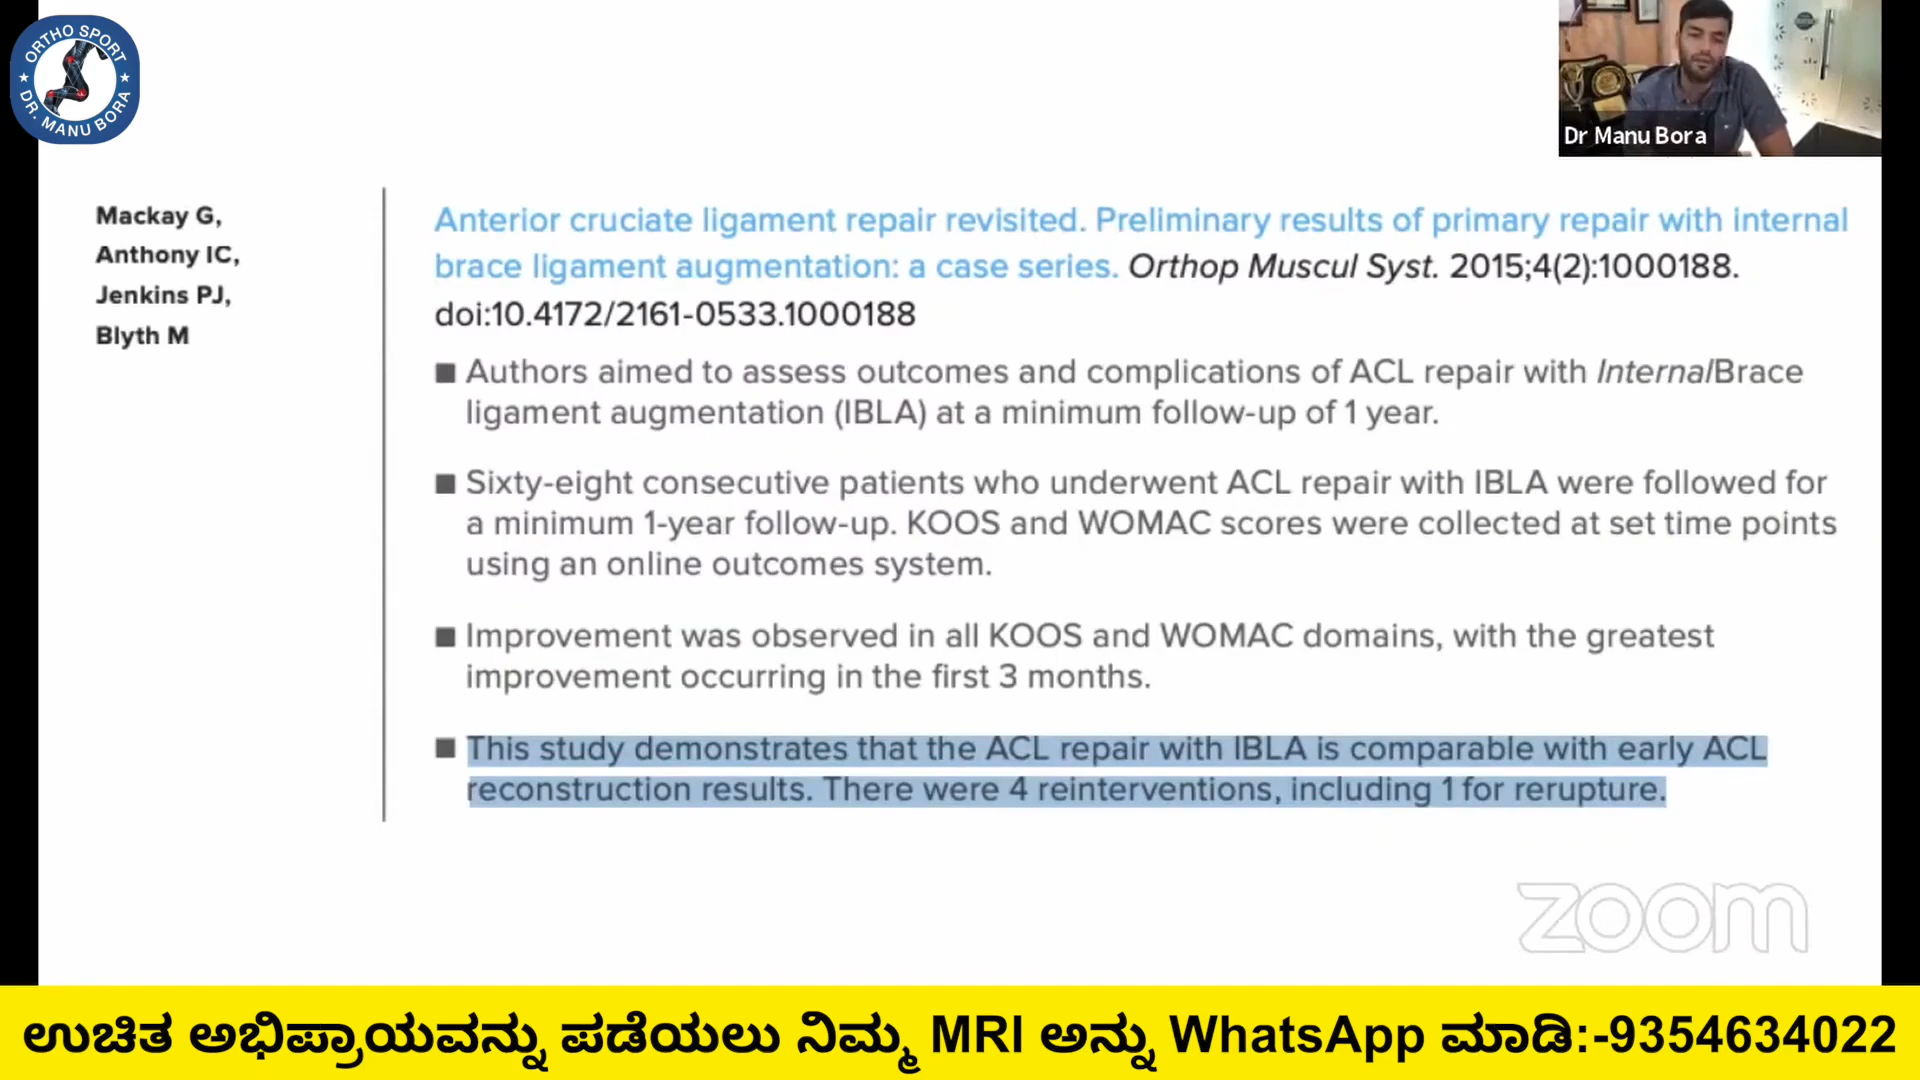 ORTHO SPORT
DR. MANU BORA
Dr Manu Bora
Mackay G,
Anthony IC,
Jenkins PJ,
Blyth M
Anterior cruciate ligament repair revisited. Preliminary results of primary repair with internal
brace ligament augmentation: a case series. Orthop Muscul Syst. 2015;4(2):1000188.
doi:10.4172/2161-0533.1000188
■ Authors aimed to assess outcomes and complications of ACL repair with InternalBrace
ligament augmentation (IBLA) at a minimum follow-up of 1 year.
■ Sixty-eight consecutive patients who underwent ACL repair with IBLA were followed for
a minimum 1-year follow-up. KOOS and WOMAC scores were collected at set time points
using an online outcomes system.
■ Improvement was observed in all KOOS and WOMAC domains, with the greatest
improvement occurring in the first 3 months.
■ This study demonstrates that the ACL repair with IBLA is comparable with early ACL
reconstruction results. There were 4 reinterventions, including 1 for rerupture.
zoom
ಉಚಿತ ಅಭಿಪ್ರಾಯವನ್ನು ಪಡೆಯಲು ನಿಮ್ಮ MRI ಅನ್ನು WhatsApp ಮಾಡಿ:-9354634022